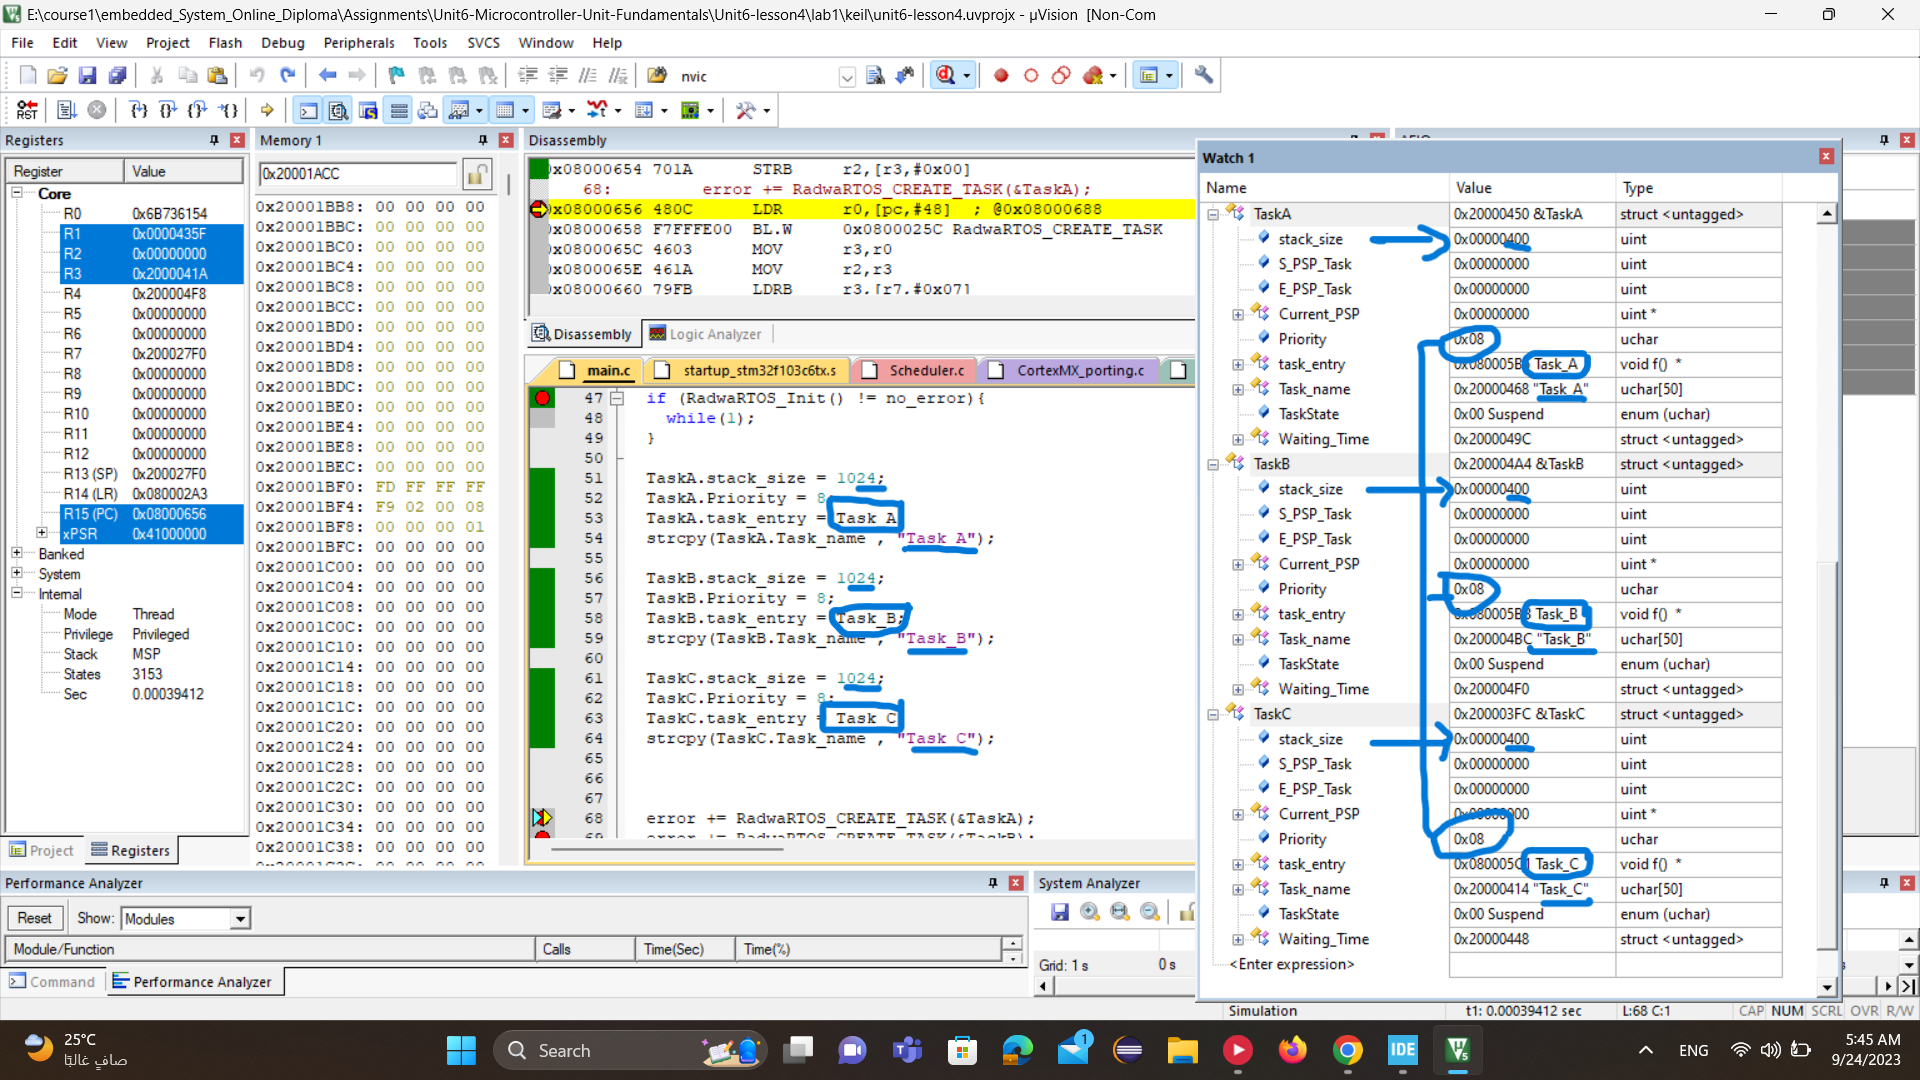 E:\course1\embedded_System_Online_Diploma\Assignments\Unit6-Microcontroller-Unit-Fundamentals\Unit6-lesson4\lab1\keil\unit6-lesson4.uvprojx - µVision [Non-Com
File Edit View Project Flash Debug Peripherals Tools SVCS Window Help
nvic
RST
Registers
Register Value
Core
R0 0x6B736154
R1 0x0000435F
R2 0x00000000
R3 0x2000041A
R4 0x200004F8
R5 0x00000000
R6 0x00000000
R7 0x200027F0
R8 0x00000000
R9 0x00000000
R10 0x00000000
R11 0x00000000
R12 0x00000000
R13 (SP) 0x200027F0
R14 (LR) 0x080002A3
R15 (PC) 0x08000656
xPSR 0x41000000
Banked
System
Internal
Mode Thread
Privilege Privileged
Stack MSP
States 3153
Sec 0.00039412
Project Registers
Memory 1
0x20001ACC
0x20001BB8: 00 00 00 00
0x20001BBC: 00 00 00 00
0x20001BC0: 00 00 00 00
0x20001BC4: 00 00 00 00
0x20001BC8: 00 00 00 00
0x20001BCC: 00 00 00 00
0x20001BD0: 00 00 00 00
0x20001BD4: 00 00 00 00
0x20001BD8: 00 00 00 00
0x20001BDC: 00 00 00 00
0x20001BE0: 00 00 00 00
0x20001BE4: 00 00 00 00
0x20001BE8: 00 00 00 00
0x20001BEC: 00 00 00 00
0x20001BF0: FD FF FF FF
0x20001BF4: F9 02 00 08
0x20001BF8: 00 00 00 01
0x20001BFC: 00 00 00 00
0x20001C00: 00 00 00 00
0x20001C04: 00 00 00 00
0x20001C08: 00 00 00 00
0x20001C0C: 00 00 00 00
0x20001C10: 00 00 00 00
0x20001C14: 00 00 00 00
0x20001C18: 00 00 00 00
0x20001C1C: 00 00 00 00
0x20001C20: 00 00 00 00
0x20001C24: 00 00 00 00
0x20001C28: 00 00 00 00
0x20001C2C: 00 00 00 00
0x20001C30: 00 00 00 00
0x20001C34: 00 00 00 00
0x20001C38: 00 00 00 00
Disassembly
0x08000654 701A STRB r2,[r3,#0x00]
68: error += RadwaRTOS_CREATE_TASK(&TaskA);
0x08000656 480C LDR r0,[pc,#48] ; @0x08000688
0x08000658 F7FFFE00 BL.W 0x0800025C RadwaRTOS_CREATE_TASK
0x0800065C 4603 MOV r3,r0
0x0800065E 461A MOV r2,r3
0x08000660 79FB LDRB r3,[r7,#0x07]
Disassembly Logic Analyzer
main.c startup_stm32f103c6tx.s Scheduler.c CortexMX_porting.c
47 if (RadwaRTOS_Init() != no_error){
48 while(1);
49 }
50
51 TaskA.stack_size = 1024;
52 TaskA.Priority = 8
53 TaskA.task_entry = Task_A
54 strcpy(TaskA.Task_name , "Task_A");
55
56 TaskB.stack_size = 1024;
57 TaskB.Priority = 8;
58 TaskB.task_entry = Task_B;
59 strcpy(TaskB.Task_name , "Task_B");
60
61 TaskC.stack_size = 1024;
62 TaskC.Priority = 8;
63 TaskC.task_entry = Task_C
64 strcpy(TaskC.Task_name , "Task_C");
65
66
67
68 error += RadwaRTOS_CREATE_TASK(&TaskA);
69 error += RadwaRTOS_CREATE_TASK(&TaskB);
Watch 1
Name Value Type
TaskA 0x20000450 &TaskA struct <untagged>
stack_size 0x00000400 uint
S_PSP_Task 0x00000000 uint
E_PSP_Task 0x00000000 uint
Current_PSP 0x00000000 uint *
Priority 0x08 uchar
task_entry Task_A void f() *
Task_name 0x20000468 "Task_A" uchar[50]
TaskState 0x00 Suspend enum (uchar)
Waiting_Time 0x2000049C struct <untagged>
TaskB 0x200004A4 &TaskB struct <untagged>
stack_size 0x00000400 uint
S_PSP_Task 0x00000000 uint
E_PSP_Task 0x00000000 uint
Current_PSP 0x00000000 uint *
Priority 0x08 uchar
task_entry Task_B void f() *
Task_name 0x200004BC "Task_B" uchar[50]
TaskState 0x00 Suspend enum (uchar)
Waiting_Time 0x200004F0 struct <untagged>
TaskC 0x200003FC &TaskC struct <untagged>
stack_size 0x00000400 uint
S_PSP_Task 0x00000000 uint
E_PSP_Task 0x00000000 uint
Current_PSP 0x00000000 uint *
Priority 0x08 uchar
task_entry Task_C void f() *
Task_name 0x20000414 "Task_C" uchar[50]
TaskState 0x00 Suspend enum (uchar)
Waiting_Time 0x20000448 struct <untagged>
<Enter expression>
Performance Analyzer
Reset Show: Modules
Module/Function Calls Time(Sec) Time(%)
Command Performance Analyzer
System Analyzer
Grid: 1 s 0 s
Simulation t1: 0.00039412 sec L:68 C:1 CAP NUM SCRL OVR R/W
25°C
صافٍ غالبًا
Search
1
IDE
ENG
5:45 AM
9/24/2023